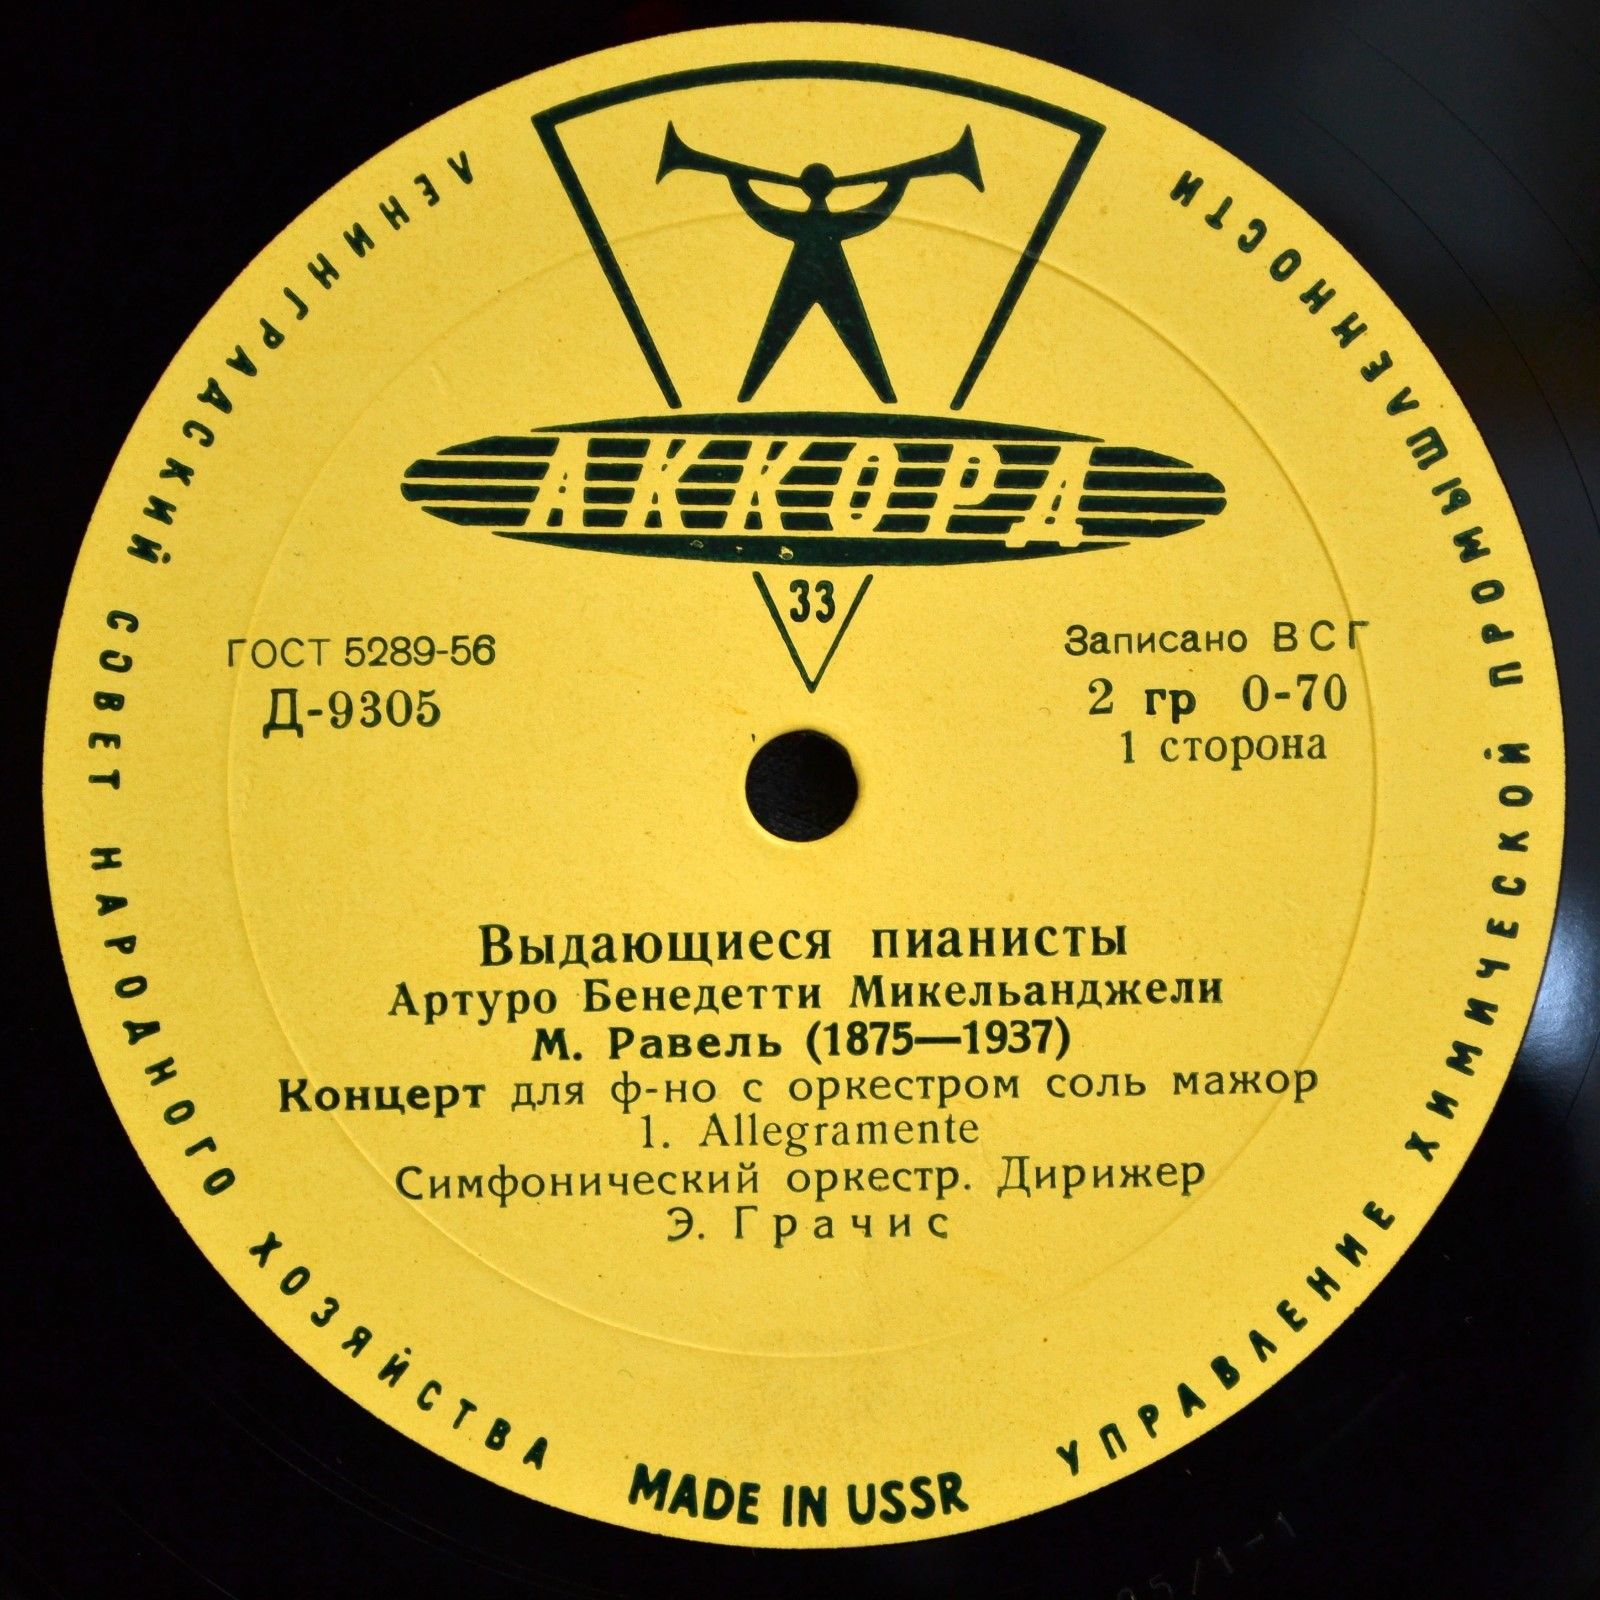 ЛЕНИНГРАДСКИЙ СОВЕТ НАРОДНОГО ХОЗЯЙСТВА
УПРАВЛЕНИЕ ХИМИЧЕСКОЙ ПРОМЫШЛЕННОСТИ
АККОРД
33
ГОСТ 5289-56
Д-9305
Записано ВСГ
2 гр 0-70
1 сторона
Выдающиеся пианисты
Артуро Бенедетти Микельанджели
М. Равель (1875—1937)
Концерт для ф-но с оркестром соль мажор
1. Allegramente
Симфонический оркестр. Дирижер
Э. Грачис
MADE IN USSR